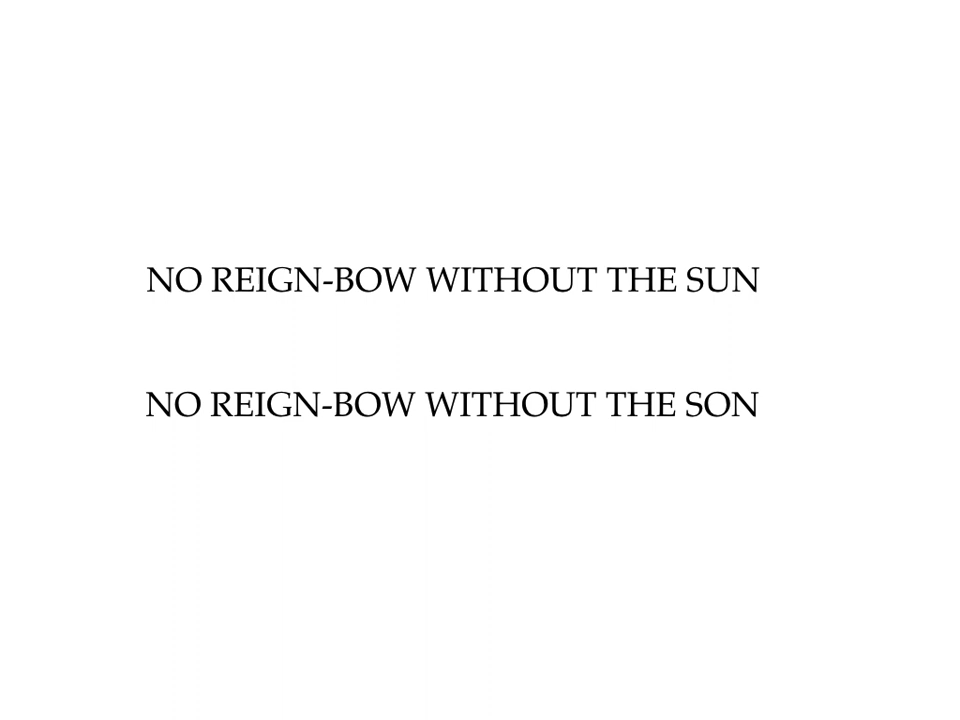 NO REIGN-BOW WITHOUT THE SUN
NO REIGN-BOW WITHOUT THE SON